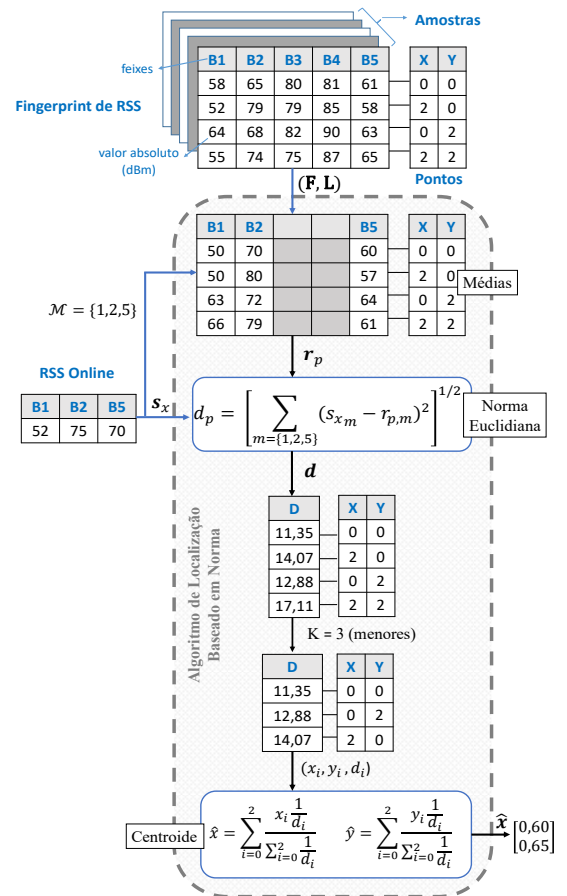 Amostras
feixes
B1 B2 B3 B4 B5 X Y
58 65 80 81 61 0 0
Fingerprint de RSS
52 79 79 85 58 2 0
64 68 82 90 63 0 2
valor absoluto (dBm)
55 74 75 87 65 2 2
(F, L)
Pontos
B1 B2 B5 X Y
50 70 60 0 0
50 80 57 2 0
Médias
63 72 64 0 2
66 79 61 2 2
ℳ = {1,2,5}
r_p
RSS Online
B1 B2 B5
52 75 70
s_x
d_p = [∑_{m={1,2,5}} (s_{x_m} − r_{p,m})²]^{1/2}
Norma
Euclidiana
d
D X Y
11,35 0 0
14,07 2 0
12,88 0 2
17,11 2 2
Algoritmo de Localização
Baseado em Norma
K = 3 (menores)
D X Y
11,35 0 0
12,88 0 2
14,07 2 0
(x_i, y_i, d_i)
Centroide
x̂ = ∑_{i=0}^{2} (x_i 1/d_i) / (∑_{i=0}^{2} 1/d_i) ŷ = ∑_{i=0}^{2} (y_i 1/d_i) / (∑_{i=0}^{2} 1/d_i)
x̂
[0,60
0,65]